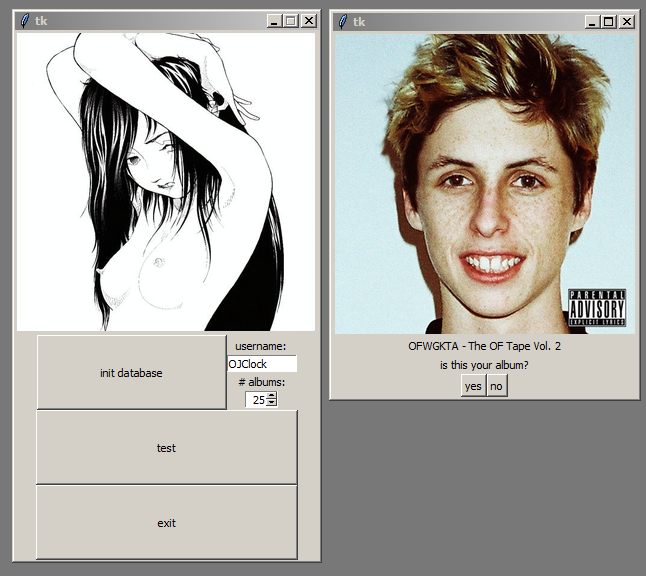 tk
init database
username:
OJClock
# albums:
25
test
exit
tk
PARENTAL
ADVISORY
EXPLICIT LYRICS
OFWGKTA - The OF Tape Vol. 2
is this your album?
yes no